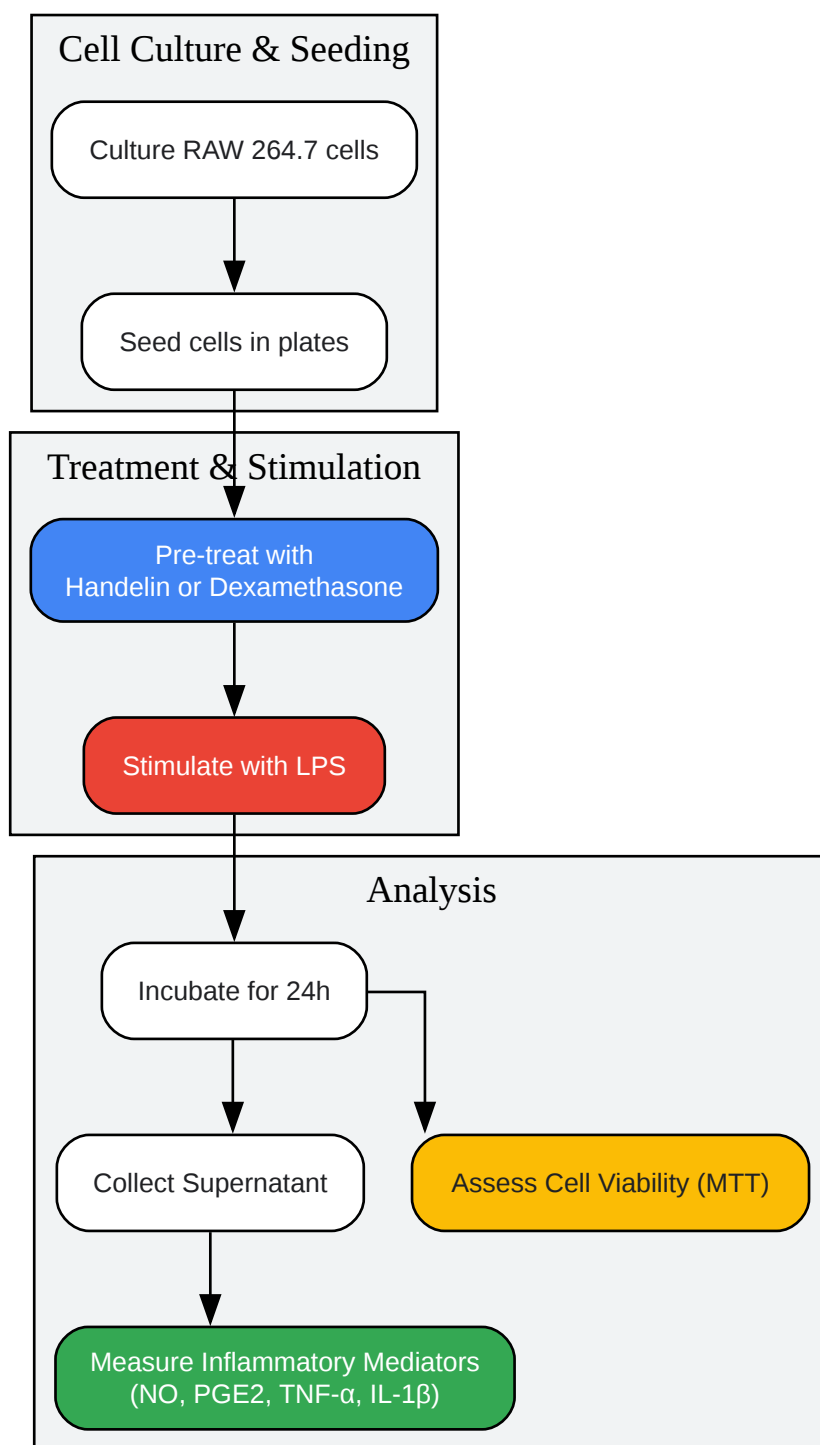 Cell Culture & Seeding
Culture RAW 264.7 cells
Seed cells in plates
Treatment & Stimulation
Pre-treat with
Handelin or Dexamethasone
Stimulate with LPS
Analysis
Incubate for 24h
Collect Supernatant
Assess Cell Viability (MTT)
Measure Inflammatory Mediators
(NO, PGE2, TNF-α, IL-1β)